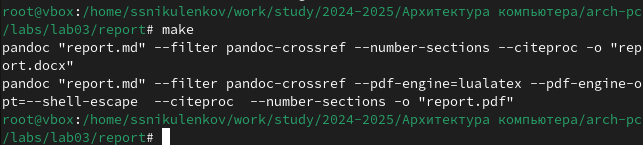 root@vbox:/home/ssnikulenkov/work/study/2024-2025/Архитектура компьютера/arch-pc
/labs/lab03/report# make
pandoc "report.md" --filter pandoc-crossref --number-sections --citeproc -o "rep
ort.docx"
pandoc "report.md" --filter pandoc-crossref --pdf-engine=lualatex --pdf-engine-o
pt=--shell-escape  --citeproc  --number-sections -o "report.pdf"
root@vbox:/home/ssnikulenkov/work/study/2024-2025/Архитектура компьютера/arch-pc
/labs/lab03/report#